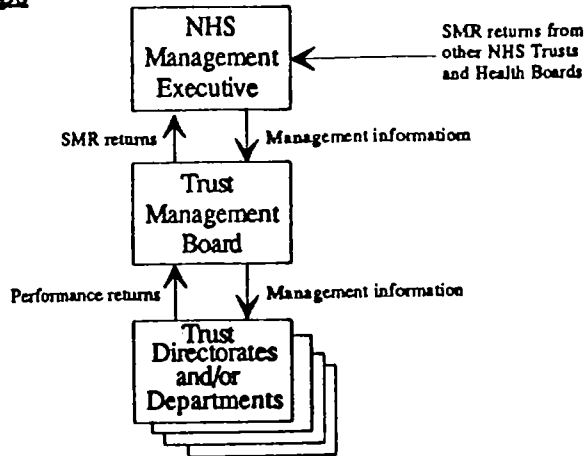 NHS
Management
Executive
SMR returns from
other NHS Trusts
and Health Boards
SMR returns
Management information
Trust
Management
Board
Performance returns
Management information
Trust
Directorates
and/or
Departments